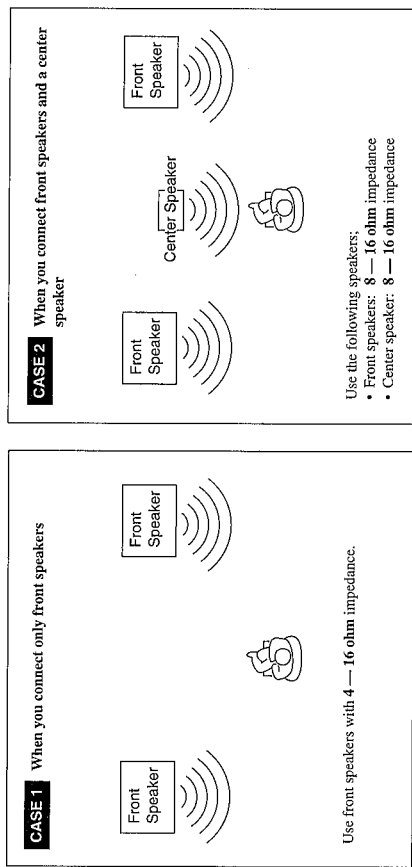 CASE 1 When you connect only front speakers
Front
Speaker
Front
Speaker
Use front speakers with 4 — 16 ohm impedance.
CASE 2 When you connect front speakers and a center
speaker
Front
Speaker
Center Speaker
Front
Speaker
Use the following speakers;
• Front speakers: 8 — 16 ohm impedance
• Center speaker: 8 — 16 ohm impedance